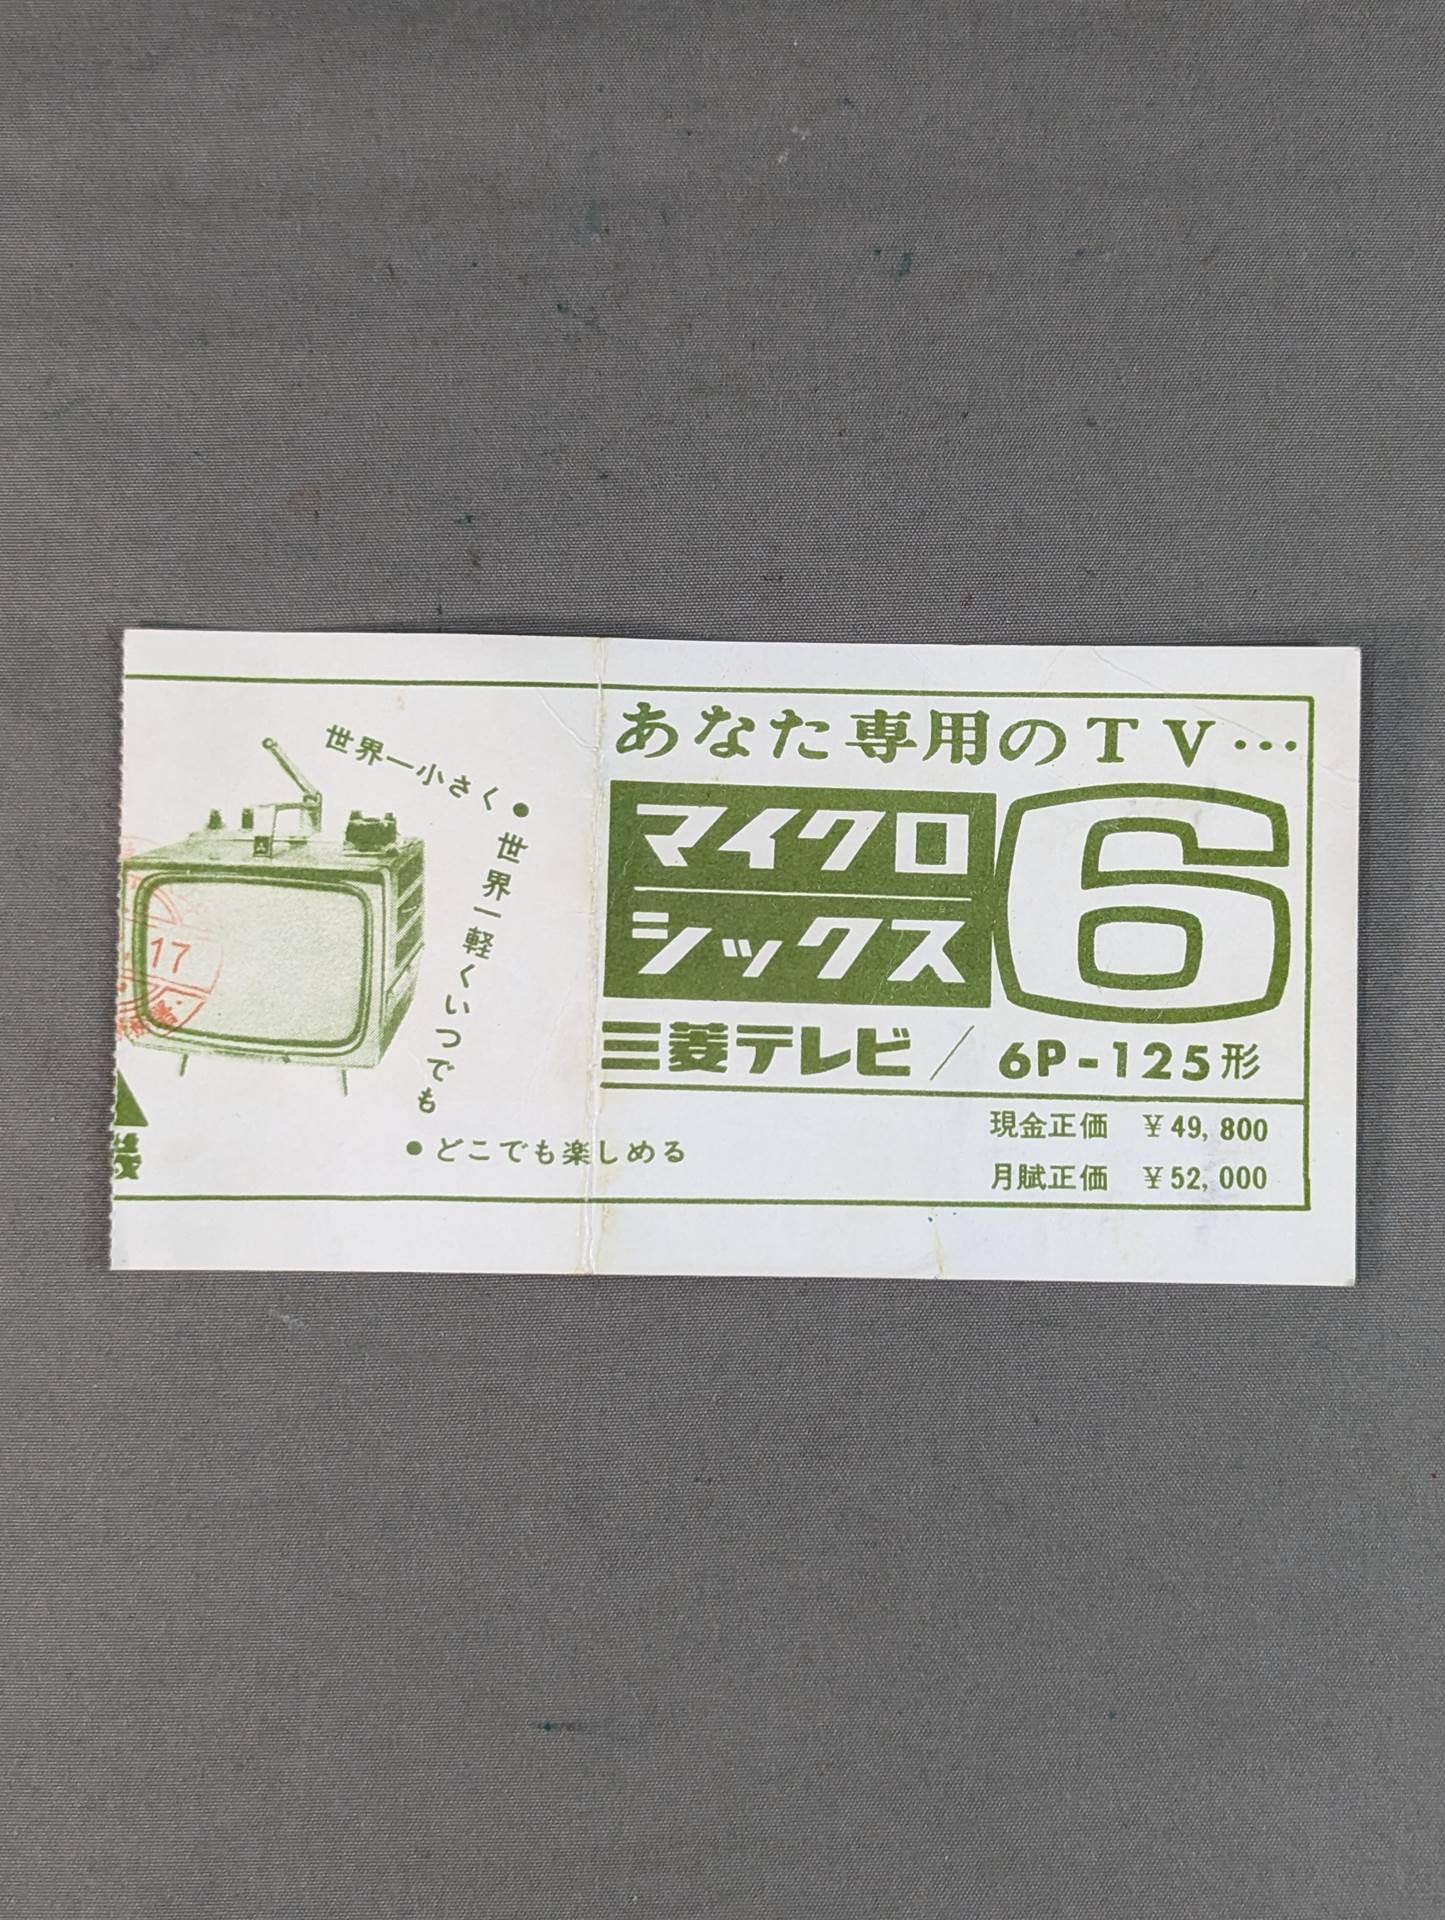 あなた専用のTV…
マイクロ
シックス
6
三菱テレビ/6P-125形
現金正価 ¥49,800
月賦正価 ¥52,000
世界一小さく
●世界一軽くいつでも
●どこでも楽しめる
17